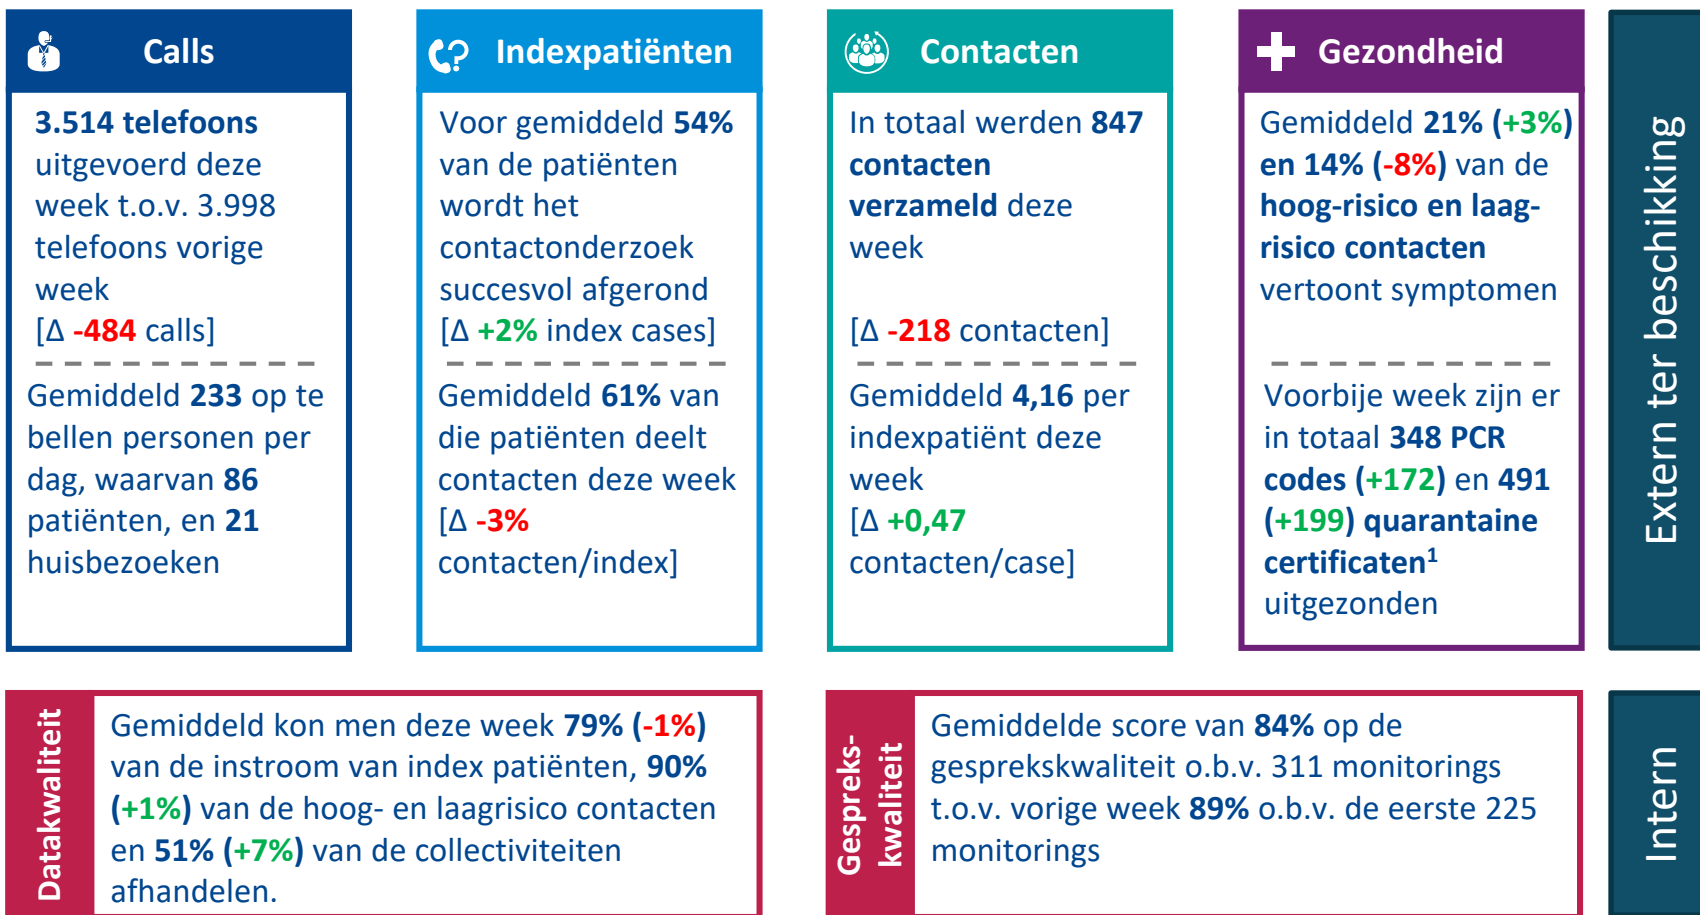 Calls
3.514 telefoons
uitgevoerd deze
week t.o.v. 3.998
telefoons vorige
week
[Δ -484 calls]
Gemiddeld 233 op te
bellen personen per
dag, waarvan 86
patiënten, en 21
huisbezoeken
Indexpatiënten
Voor gemiddeld 54%
van de patiënten
wordt het
contactonderzoek
succesvol afgerond
[Δ +2% index cases]
Gemiddeld 61% van
die patiënten deelt
contacten deze week
[Δ -3%
contacten/index]
Contacten
In totaal werden 847
contacten
verzameld deze
week
[Δ -218 contacten]
Gemiddeld 4,16 per
indexpatiënt deze
week
[Δ +0,47
contacten/case]
Gezondheid
Gemiddeld 21% (+3%)
en 14% (-8%) van de
hoog-risico en laag-
risico contacten
vertoont symptomen
Voorbije week zijn er
in totaal 348 PCR
codes (+172) en 491
(+199) quarantaine
certificaten¹
uitgezonden
Extern ter beschikking
Datakwaliteit
Gemiddeld kon men deze week 79% (-1%)
van de instroom van index patiënten, 90%
(+1%) van de hoog- en laagrisico contacten
en 51% (+7%) van de collectiviteiten
afhandelen.
Gespreks-
kwaliteit
Gemiddelde score van 84% op de
gesprekskwaliteit o.b.v. 311 monitorings
t.o.v. vorige week 89% o.b.v. de eerste 225
monitorings
Intern